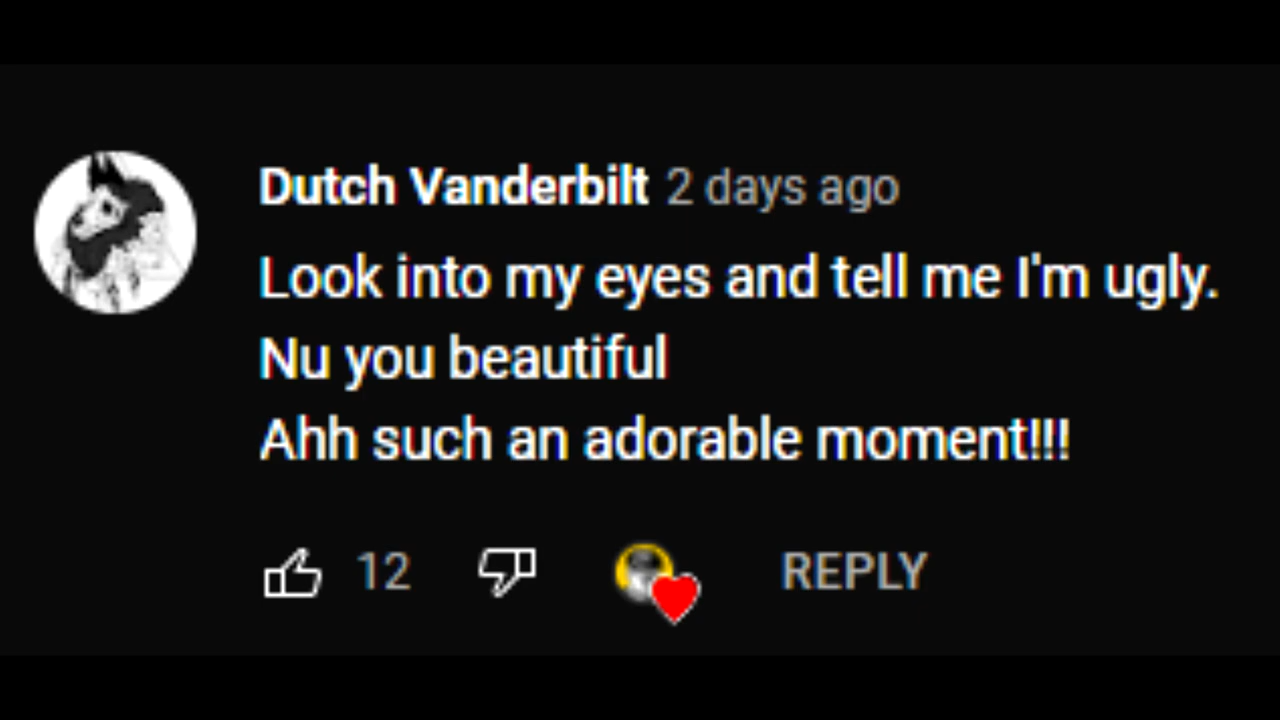 Dutch Vanderbilt 2 days ago
Look into my eyes and tell me I'm ugly.
Nu you beautiful
Ahh such an adorable moment!!!
12 REPLY